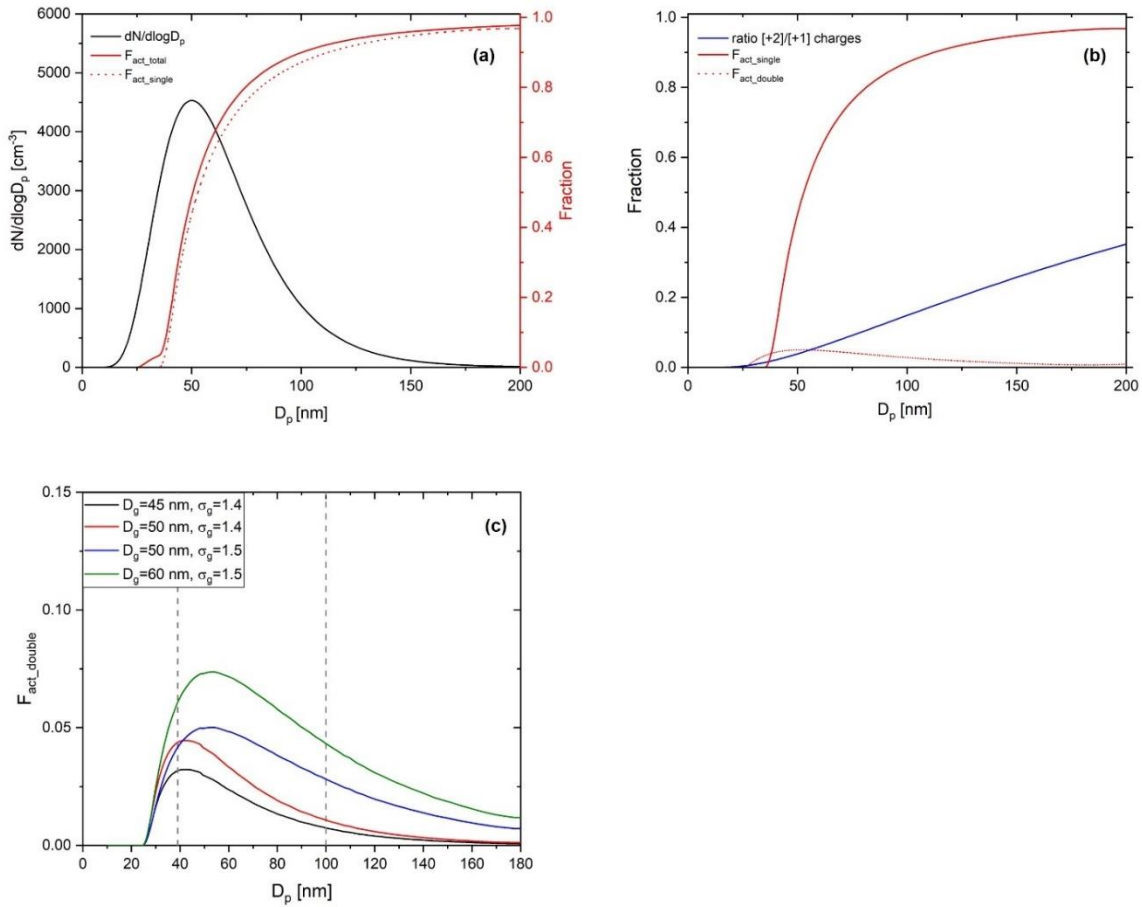 dN/dlogDp
Fact_total
Fact_single
(a)
6000
5000
4000
3000
2000
1000
0
dN/dlogDp [cm-3]
1.0
0.8
0.6
0.4
0.2
0.0
Fraction
0 50 100 150 200
Dp [nm]
ratio [+2]/[+1] charges
Fact_single
Fact_double
(b)
1.0
0.8
0.6
0.4
0.2
0.0
Fraction
0 50 100 150 200
Dp [nm]
Dg=45 nm, σg=1.4
Dg=50 nm, σg=1.4
Dg=50 nm, σg=1.5
Dg=60 nm, σg=1.5
(c)
0.15
0.10
0.05
0.00
Fact_double
0 20 40 60 80 100 120 140 160 180
Dp [nm]